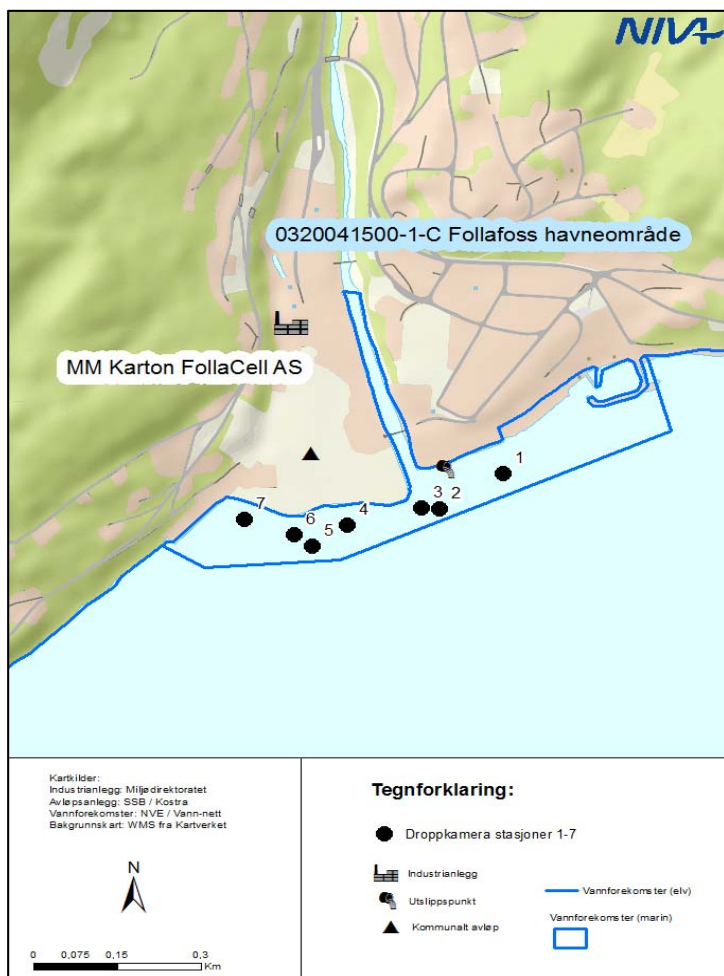 NIVA
0320041500-1-C Follafoss havneområde
MM Karton FollaCell AS
1
3 2
4
7
6
5
Kartkilder:
Industrianlegg: Miljødirektoratet
Avløpsanlegg: SSB / Kostra
Vannforekomster: NVE / Vann-nett
Bakgrunnskart: WMS fra Kartverket
N
0 0,075 0,15 0,3
Km
Tegnforklaring:
Droppkamera stasjoner 1-7
Industrianlegg
Utslippspunkt
Kommunalt avløp
Vannforekomster (elv)
Vannforekomster (marin)